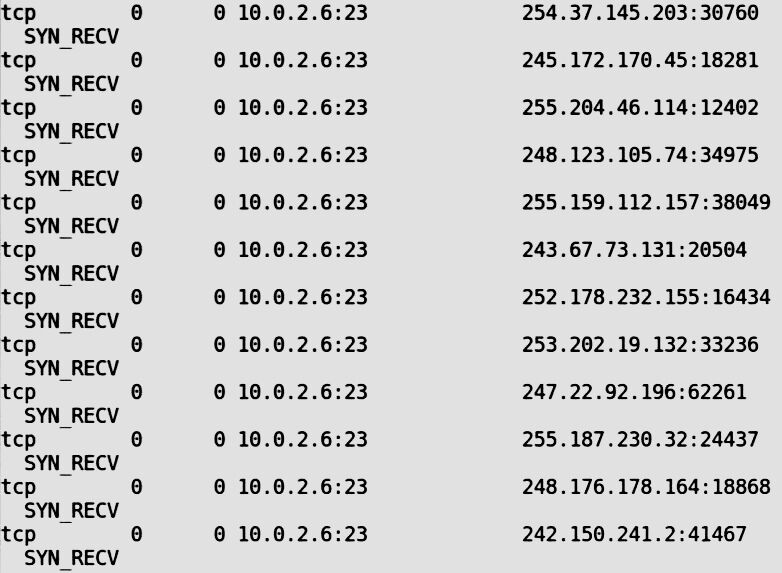 tcp 0 0 10.0.2.6:23 254.37.145.203:30760
SYN_RECV
tcp 0 0 10.0.2.6:23 245.172.170.45:18281
SYN_RECV
tcp 0 0 10.0.2.6:23 255.204.46.114:12402
SYN_RECV
tcp 0 0 10.0.2.6:23 248.123.105.74:34975
SYN_RECV
tcp 0 0 10.0.2.6:23 255.159.112.157:38049
SYN_RECV
tcp 0 0 10.0.2.6:23 243.67.73.131:20504
SYN_RECV
tcp 0 0 10.0.2.6:23 252.178.232.155:16434
SYN_RECV
tcp 0 0 10.0.2.6:23 253.202.19.132:33236
SYN_RECV
tcp 0 0 10.0.2.6:23 247.22.92.196:62261
SYN_RECV
tcp 0 0 10.0.2.6:23 255.187.230.32:24437
SYN_RECV
tcp 0 0 10.0.2.6:23 248.176.178.164:18868
SYN_RECV
tcp 0 0 10.0.2.6:23 242.150.241.2:41467
SYN_RECV